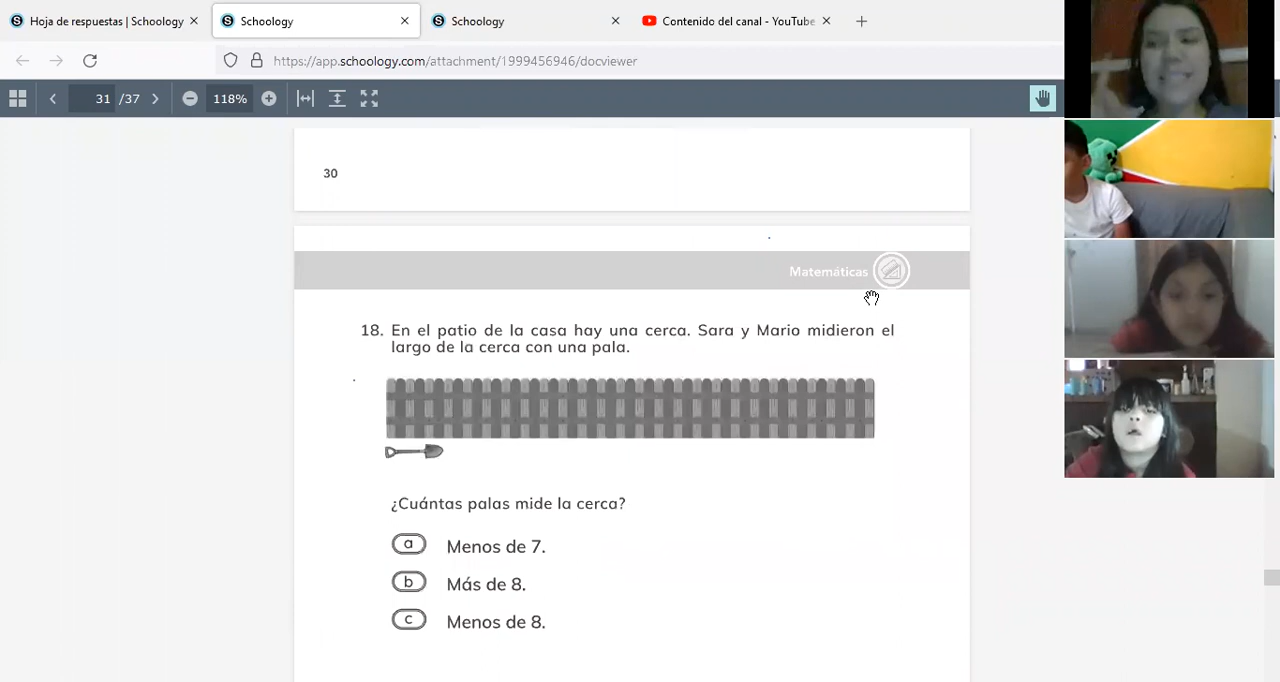 Hoja de respuestas | Schoology
Schoology
Schoology
Contenido del canal - YouTube
https://app.schoology.com/attachment/1999456946/docviewer
31 /37
118%
30
Matemáticas
18. En el patio de la casa hay una cerca. Sara y Mario midieron el
largo de la cerca con una pala.
¿Cuántas palas mide la cerca?
a Menos de 7.
b Más de 8.
c Menos de 8.